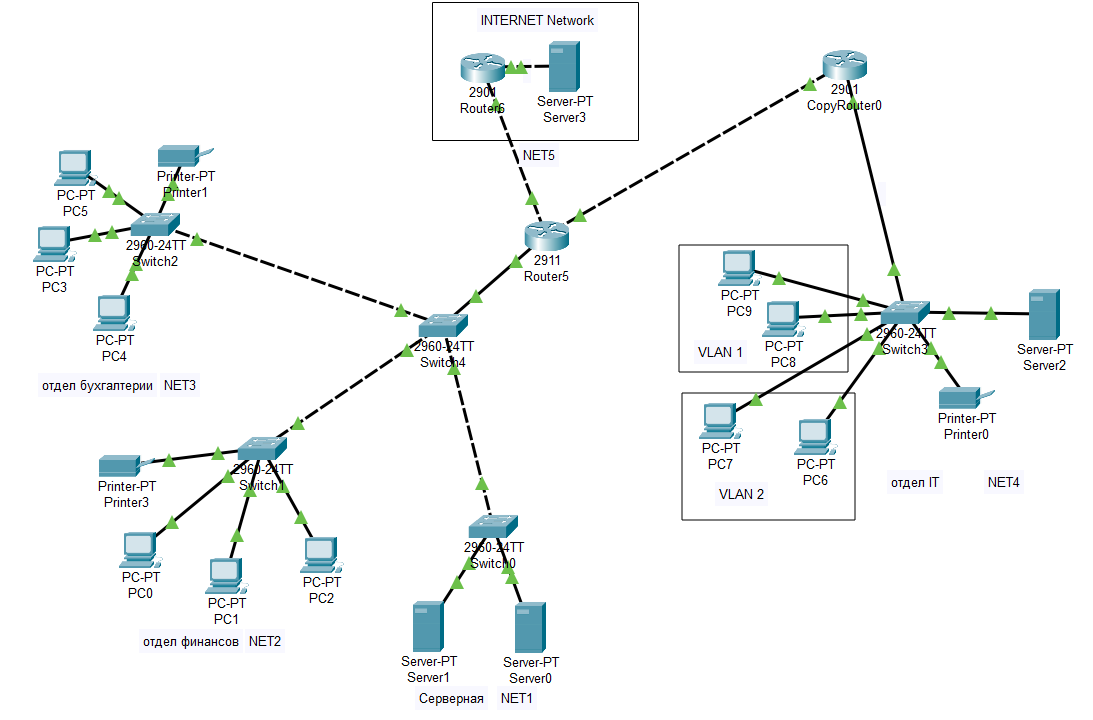 INTERNET Network
2901
Router6
Server-PT
Server3
2901
CopyRouter0
NET5
Printer-PT
Printer1
PC-PT
PC5
2960-24TT
Switch2
PC-PT
PC3
PC-PT
PC4
отдел бухгалтерии NET3
2911
Router5
2960-24TT
Switch4
PC-PT
PC9
PC-PT
PC8
VLAN 1
2960-24TT
Switch3
Server-PT
Server2
Printer-PT
Printer0
PC-PT
PC7
PC-PT
PC6
VLAN 2
отдел IT NET4
2960-24TT
Switch1
Printer-PT
Printer3
PC-PT
PC0
PC-PT
PC1
PC-PT
PC2
отдел финансов NET2
2960-24TT
Switch0
Server-PT
Server1
Server-PT
Server0
Серверная NET1